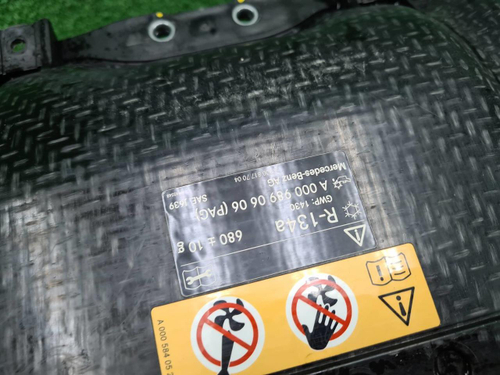 R-134a 680 ± 10 g
GWP: 1430
A 000 989 06 06 (PAG)
SAE J639
Mercedes-Benz AG
A 000 584 05